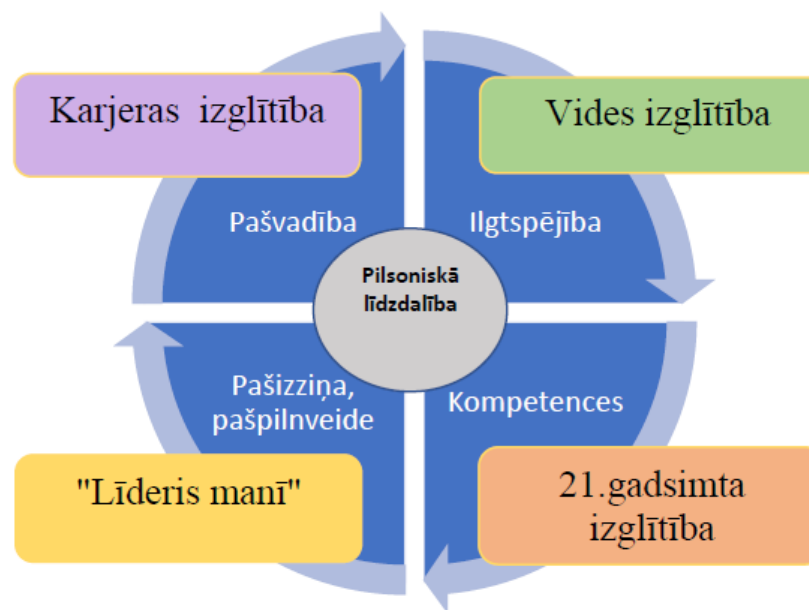 Karjeras izglītība
Vides izglītība
Pašvadība
Ilgtspējība
Pilsoniskā
līdzdalība
Pašizziņa,
pašpilnveide
Kompetences
"Līderis manī"
21.gadsimta
izglītība